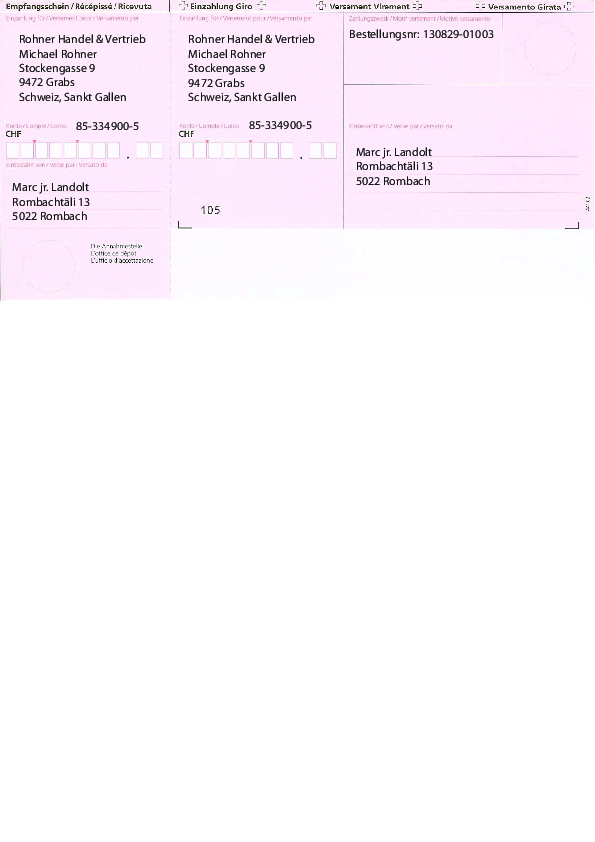 Empfangsschein / Récépissé / Ricevuta
Einzahlung für / Versement pour / Versamento per
Rohner Handel & Vertrieb
Michael Rohner
Stockengasse 9
9472 Grabs
Schweiz, Sankt Gallen
Konto / Compte / Conto 85-334900-5
CHF
.
Einbezahlt von / Versé par / Versato da
Marc jr. Landolt
Rombachtäli 13
5022 Rombach
Die Annahmestelle
L'office de dépôt
L'ufficio d'accettazione
Einzahlung Giro
Versement Virement
Versamento Girata
Einzahlung für / Versement pour / Versamento per
Rohner Handel & Vertrieb
Michael Rohner
Stockengasse 9
9472 Grabs
Schweiz, Sankt Gallen
Konto / Compte / Conto 85-334900-5
CHF
.
105
Zahlungszweck / Motif versement / Motivo versamento
Bestellungsnr: 130829-01003
Einbezahlt von / Versé par / Versato da
Marc jr. Landolt
Rombachtäli 13
5022 Rombach